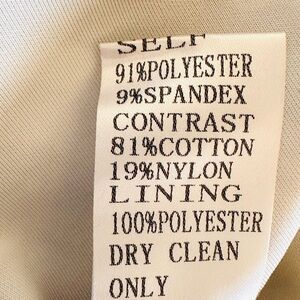 SELF
91%POLYESTER
9%SPANDEX
CONTRAST
81%COTTON
19%NYLON
LINING
100%POLYESTER
DRY CLEAN
ONLY